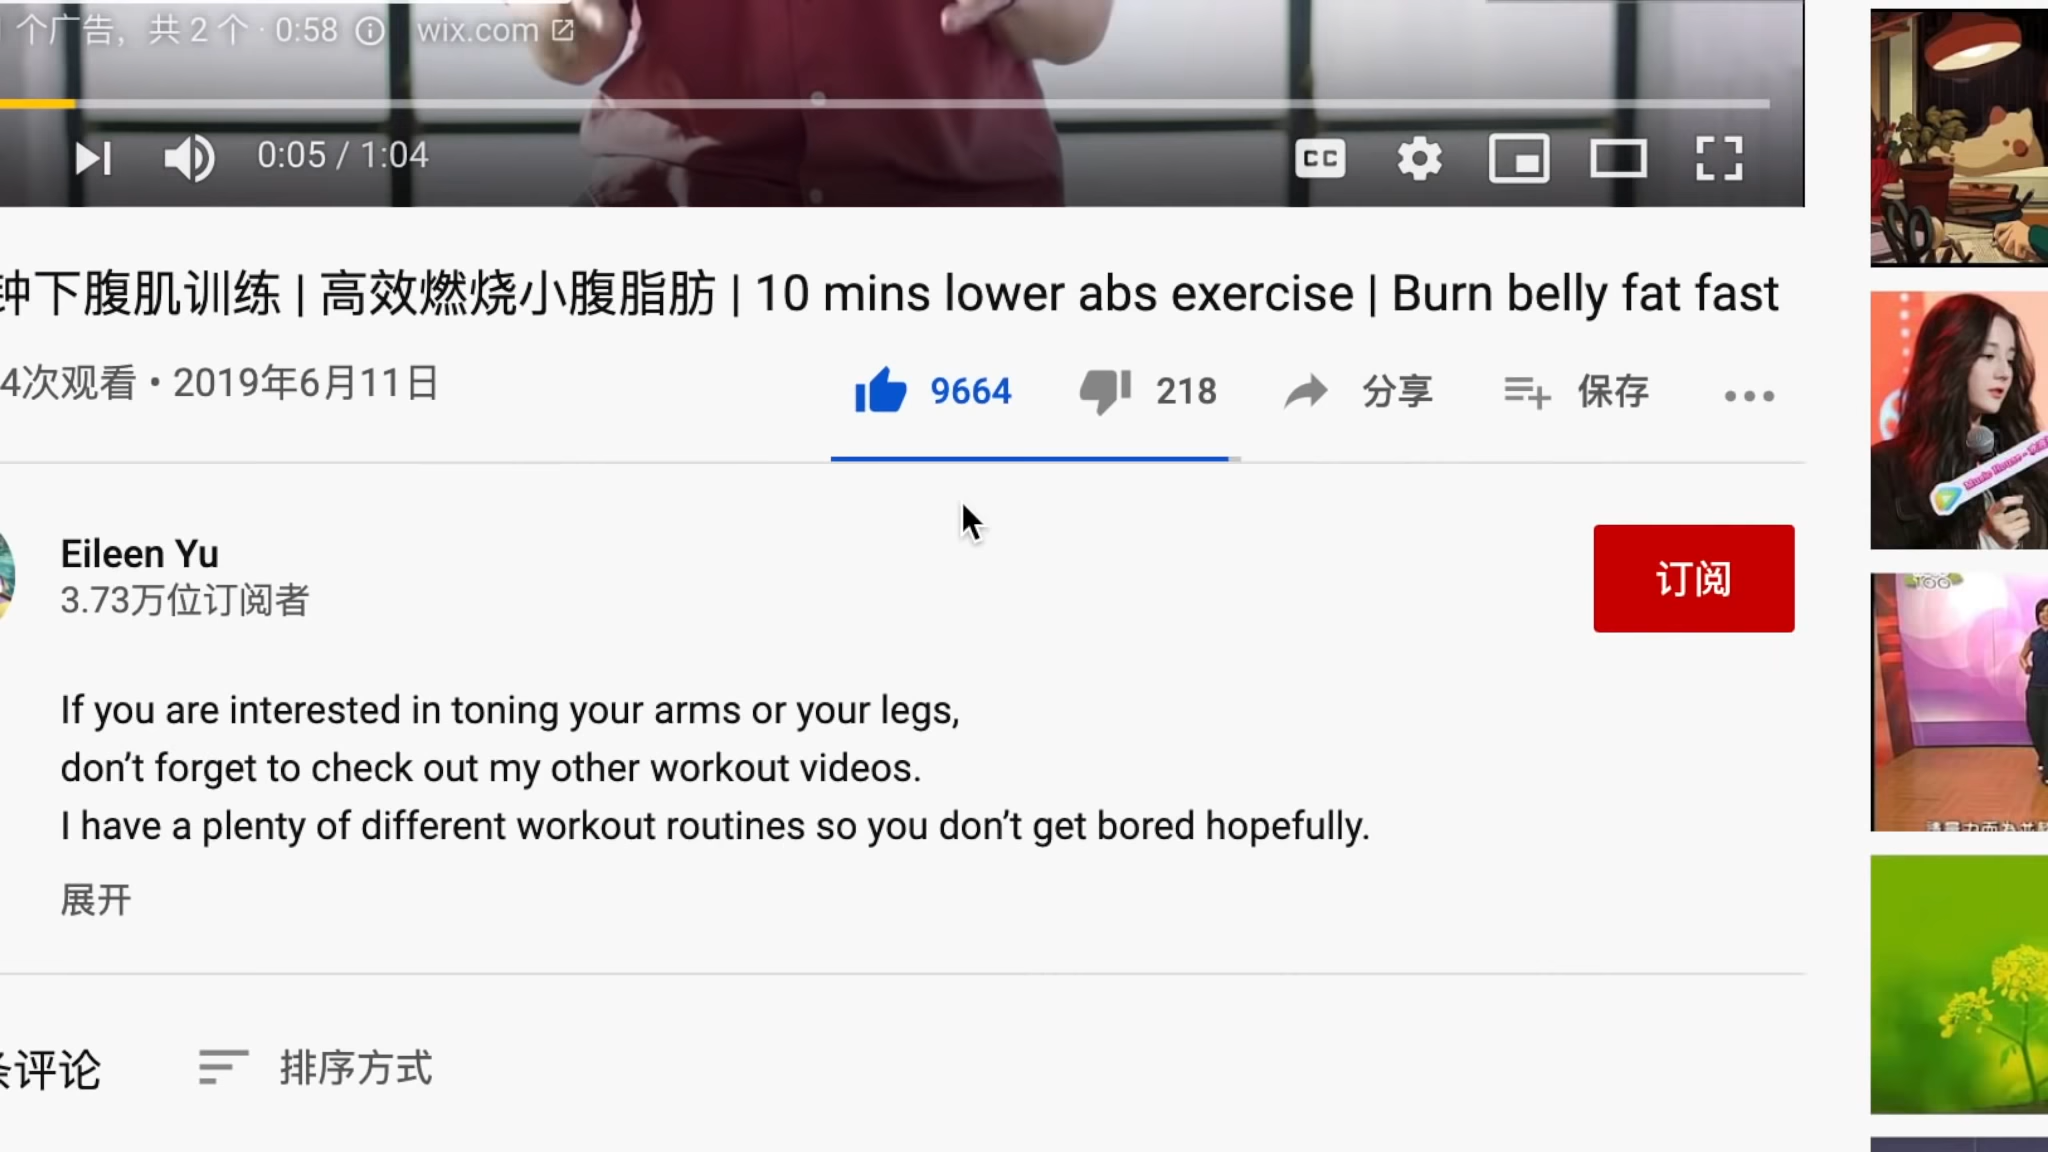 个广告，共 2 个 · 0:58 wix.com
0:05 / 1:04
CC
钟下腹肌训练 | 高效燃烧小腹脂肪 | 10 mins lower abs exercise | Burn belly fat fast
4次观看 • 2019年6月11日
9664 218 分享 保存
Eileen Yu
3.73万位订阅者
订阅
If you are interested in toning your arms or your legs,
don’t forget to check out my other workout videos.
I have a plenty of different workout routines so you don’t get bored hopefully.
展开
条评论 排序方式
Music House
TOO